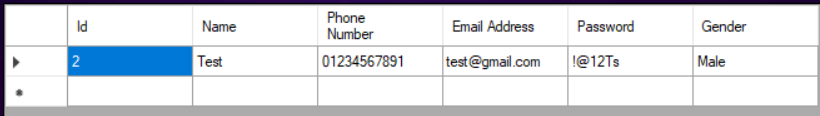 Id Name Phone Number Email Address Password Gender
2 Test 01234567891 test@gmail.com !@12Ts Male